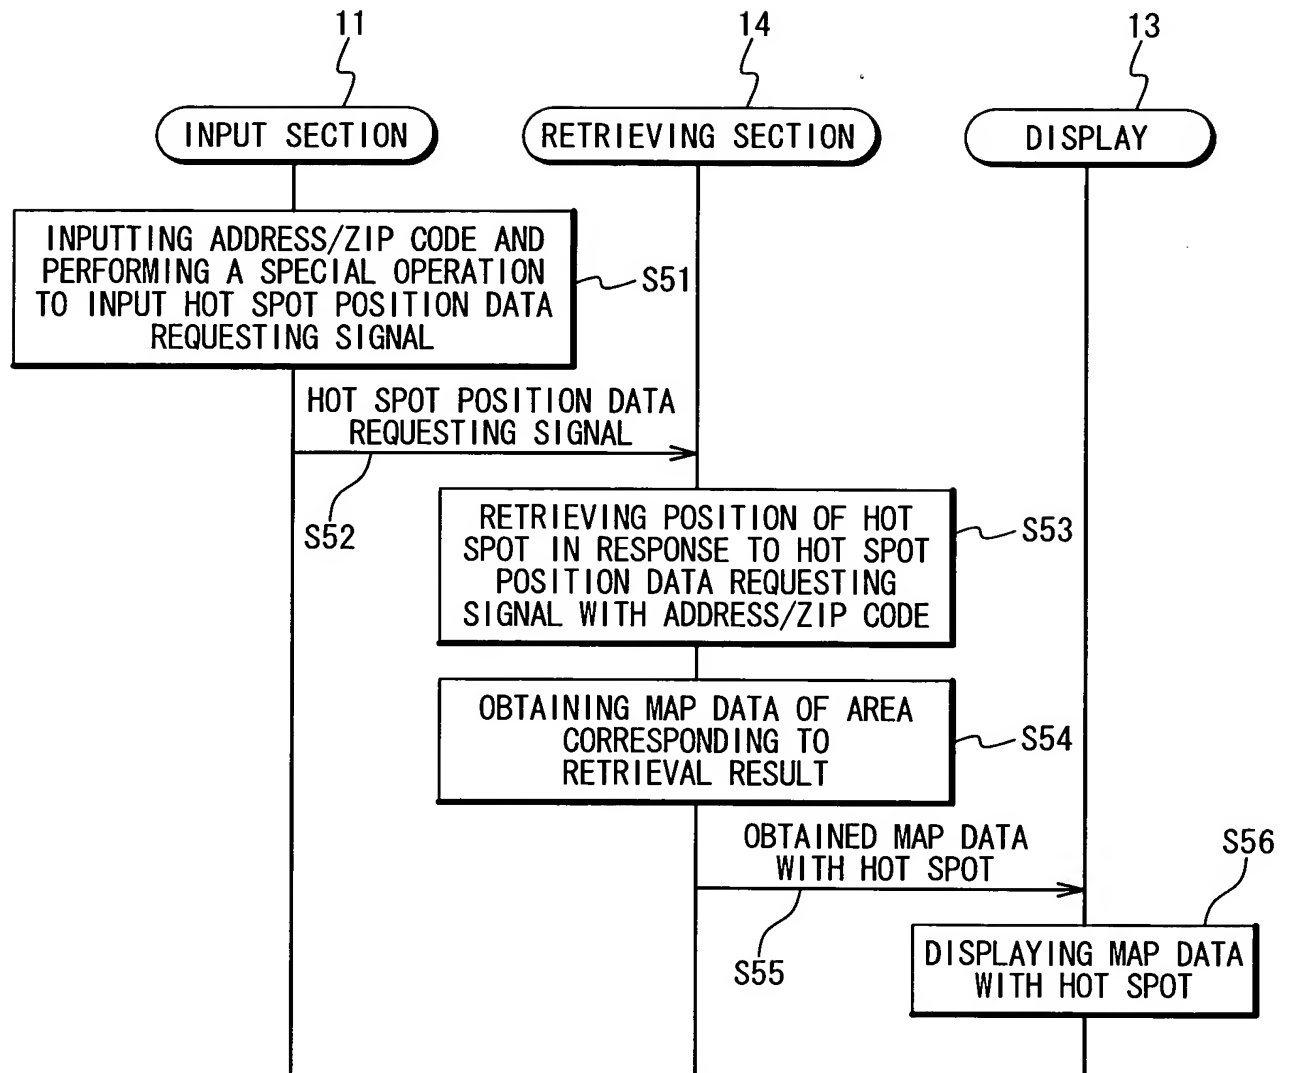 11
14
13
INPUT SECTION
RETRIEVING SECTION
DISPLAY
INPUTTING ADDRESS/ZIP CODE AND
PERFORMING A SPECIAL OPERATION
TO INPUT HOT SPOT POSITION DATA
REQUESTING SIGNAL
S51
HOT SPOT POSITION DATA
REQUESTING SIGNAL
S52
RETRIEVING POSITION OF HOT
SPOT IN RESPONSE TO HOT SPOT
POSITION DATA REQUESTING
SIGNAL WITH ADDRESS/ZIP CODE
S53
OBTAINING MAP DATA OF AREA
CORRESPONDING TO
RETRIEVAL RESULT
S54
OBTAINED MAP DATA
WITH HOT SPOT
S55
S56
DISPLAYING MAP DATA
WITH HOT SPOT